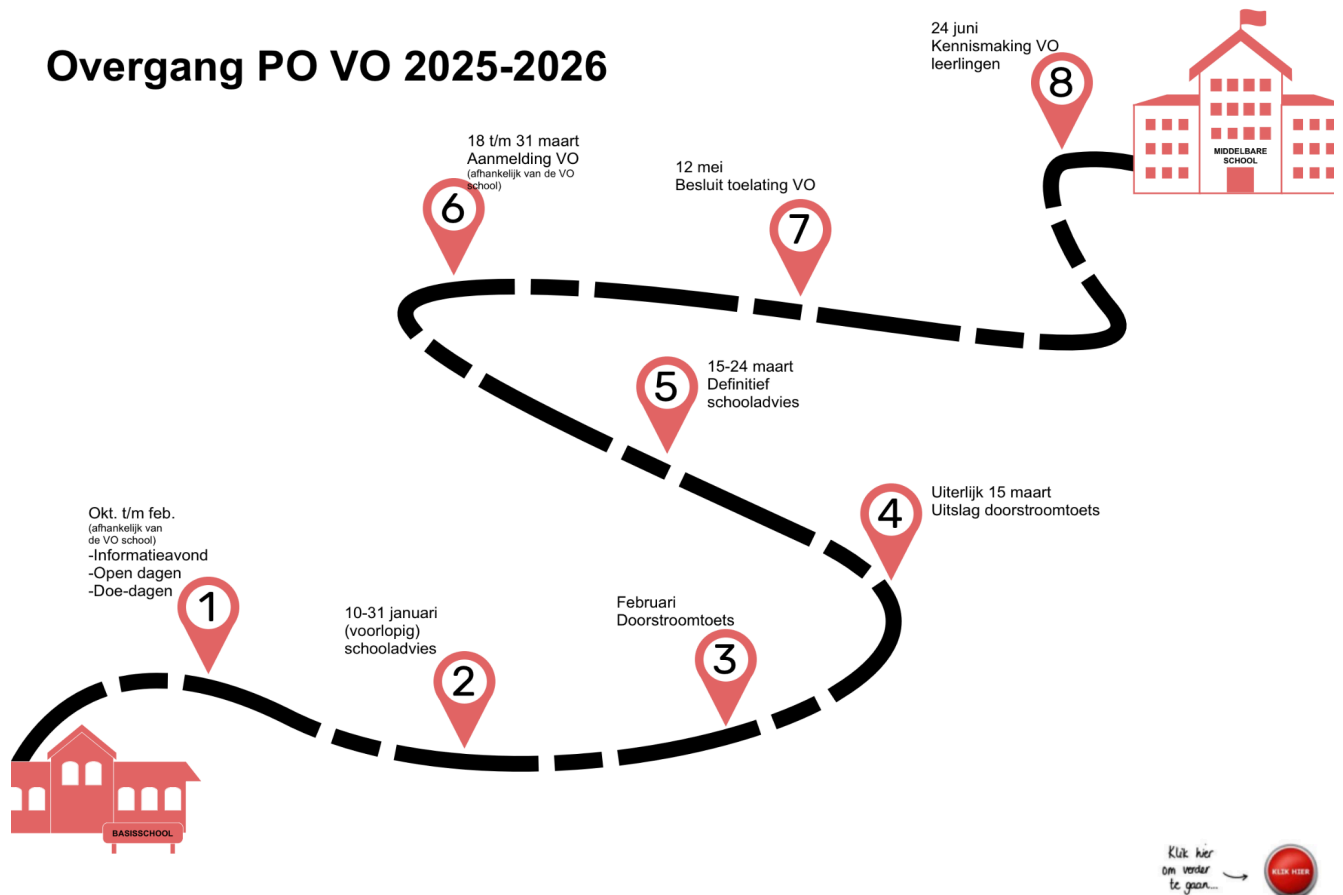 Overgang PO VO 2025-2026
24 juni
Kennismaking VO
leerlingen
8
MIDDELBARE
SCHOOL
18 t/m 31 maart
Aanmelding VO
(afhankelijk van de VO
school)
6
12 mei
Besluit toelating VO
7
15-24 maart
Definitief
schooladvies
5
Uiterlijk 15 maart
Uitslag doorstroomtoets
4
Okt. t/m feb.
(afhankelijk van
de VO school)
-Informatieavond
-Open dagen
-Doe-dagen
1
10-31 januari
(voorlopig)
schooladvies
2
Februari
Doorstroomtoets
3
BASISSCHOOL
Klik hier
om verder
te gaan...
KLIK HIER